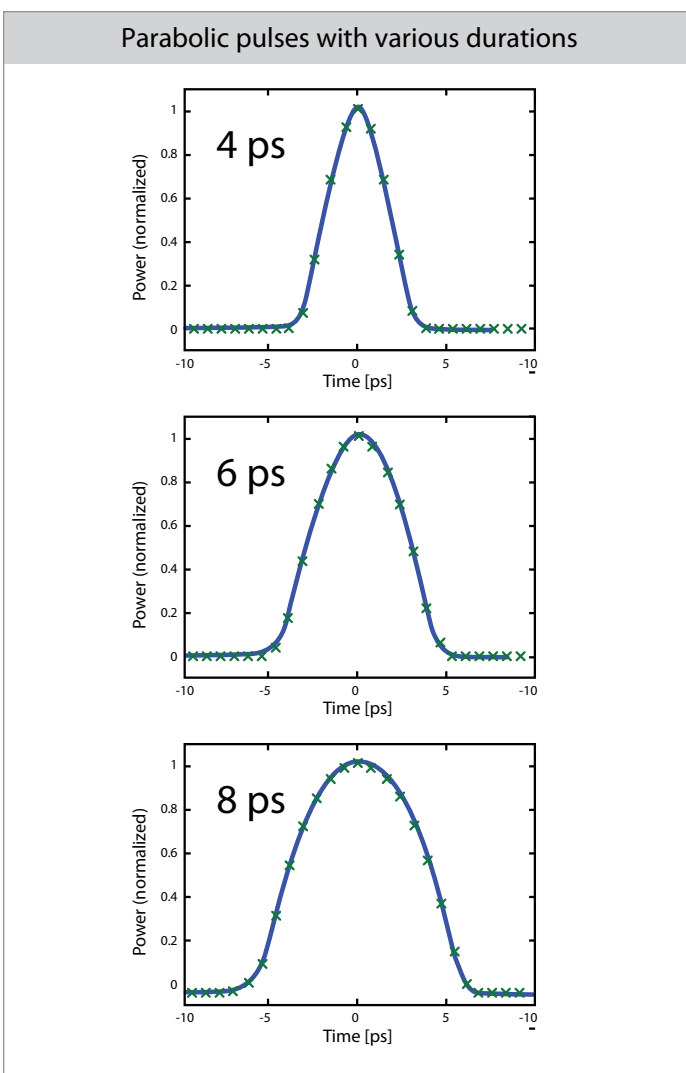 Parabolic pulses with various durations
4 ps
Power (normalized)
1
0.8
0.6
0.4
0.2
0
-10 -5 0 5 -10
Time [ps]
6 ps
Power (normalized)
1
0.8
0.6
0.4
0.2
0
-10 -5 0 5 -10
Time [ps]
8 ps
Power (normalized)
1
0.8
0.6
0.4
0.2
0
-10 -5 0 5 -10
Time [ps]